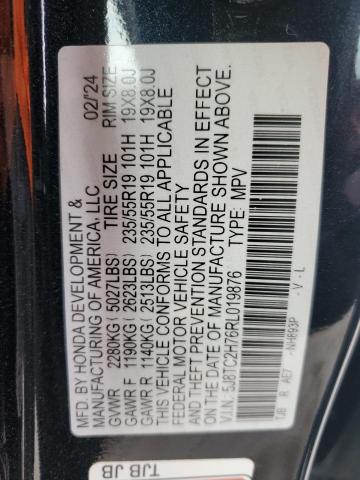 MFD. BY HONDA DEVELOPMENT & 02/'24
MANUFACTURING OF AMERICA, LLC
TIRE SIZE RIM SIZE
GVWR 2280KG( 5027LBS)
GAWR F 1190KG( 2623LBS) 235/55R19 101H 19X8.0J
GAWR R 1140KG( 2513LBS) 235/55R19 101H 19X8.0J
THIS VEHICLE CONFORMS TO ALL APPLICABLE
FEDERAL MOTOR VEHICLE SAFETY
AND THEFT PREVENTION STANDARDS IN EFFECT
ON THE DATE OF MANUFACTURE SHOWN ABOVE.
V.I.N: 5J8TC2H76RL019876 TYPE: MPV
- V - L
TJB R AE7 -NH893P
TJB JB